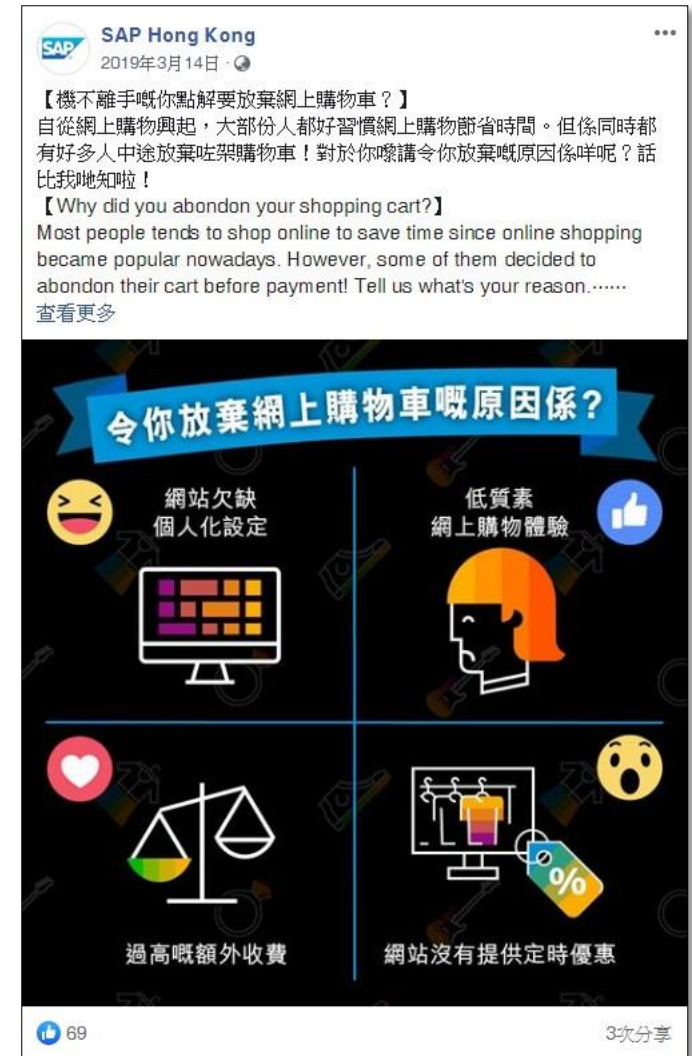 SAP
SAP Hong Kong
2019年3月14日 ·
【機不離手嘅你點解要放棄網上購物車？】
自從網上購物興起，大部份人都好習慣網上購物節省時間。但係同時都
有好多人中途放棄咗架購物車！對於你嚟講令你放棄嘅原因係咩呢？話
比我哋知啦！
【Why did you abondon your shopping cart?】
Most people tends to shop online to save time since online shopping
became popular nowadays. However, some of them decided to
abondon their cart before payment! Tell us what's your reason.……
查看更多
令你放棄網上購物車嘅原因係?
網站欠缺
個人化設定
低質素
網上購物體驗
過高嘅額外收費
%
網站沒有提供定時優惠
69
3次分享